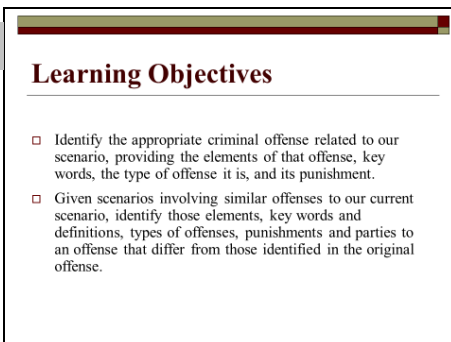 Learning Objectives
Identify the appropriate criminal offense related to our
scenario, providing the elements of that offense, key
words, the type of offense it is, and its punishment.
Given scenarios involving similar offenses to our current
scenario, identify those elements, key words and
definitions, types of offenses, punishments and parties to
an offense that differ from those identified in the original
offense.